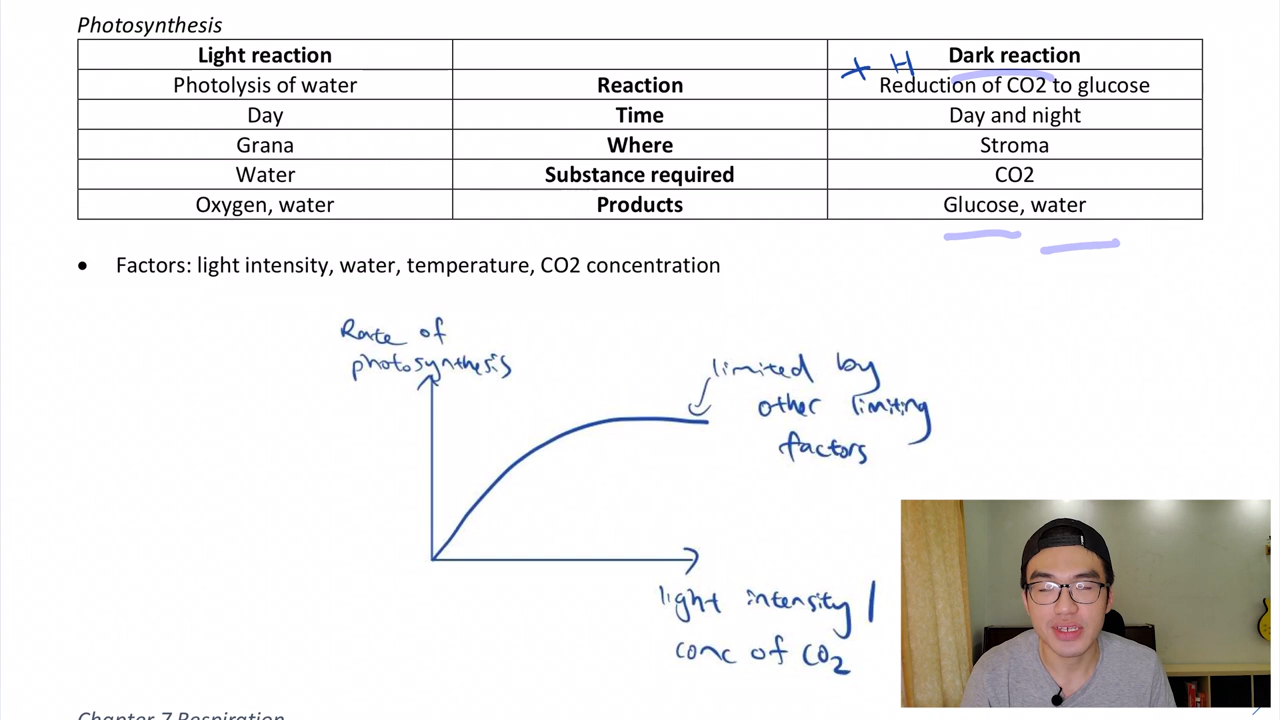 Photosynthesis
Light reaction Dark reaction
+ H
Photolysis of water Reaction Reduction of CO2 to glucose
Day Time Day and night
Grana Where Stroma
Water Substance required CO2
Oxygen, water Products Glucose, water
• Factors: light intensity, water, temperature, CO2 concentration
Rate of
photosynthesis
limited by
other limiting
factors
light intensity /
conc of CO2
Chapter 7 Respiration